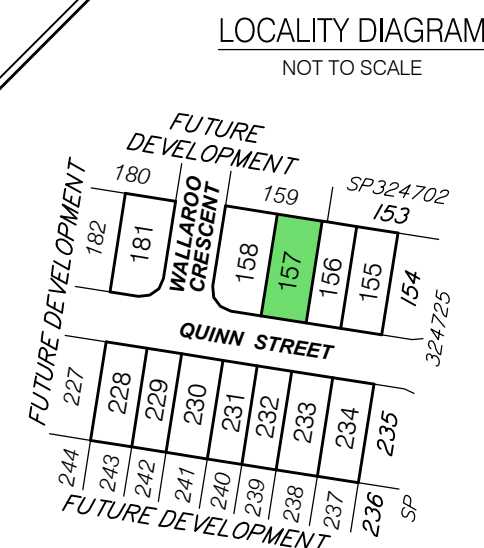 LOCALITY DIAGRAM
NOT TO SCALE
FUTURE
DEVELOPMENT
180
159
SP324702
153
FUTURE DEVELOPMENT
182
181
WALLAROO
CRESCENT
158
157
156
155
154
324725
QUINN STREET
227
228
229
230
231
232
233
234
235
244
243
242
241
240
239
238
237
236
SP
FUTURE DEVELOPMENT